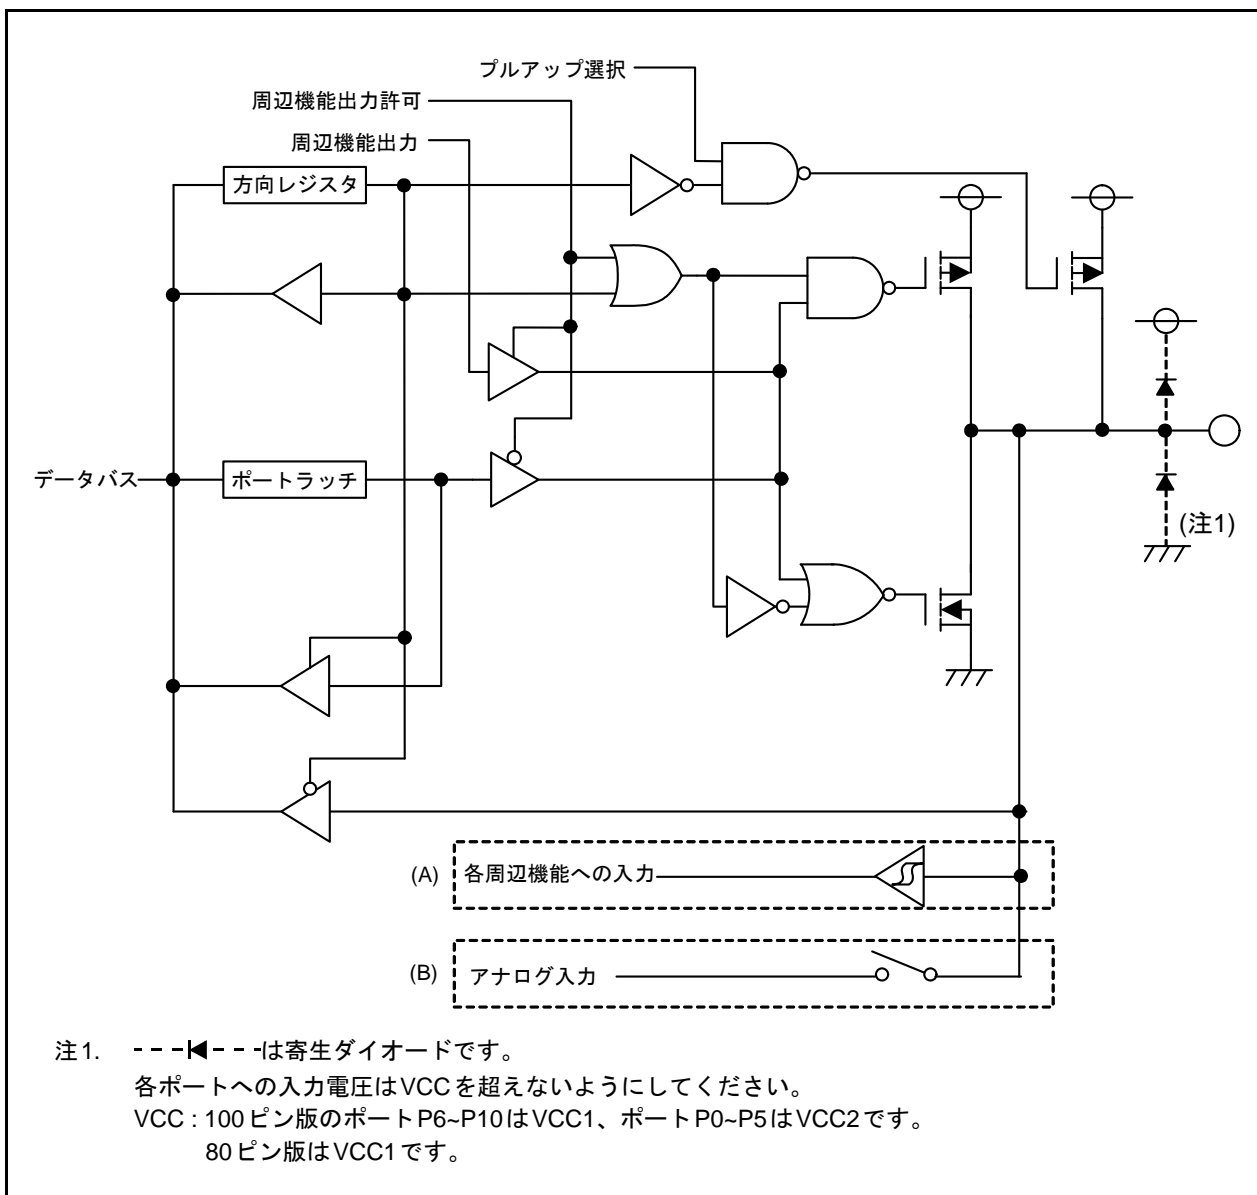 プルアップ選択
周辺機能出力許可
周辺機能出力
方向レジスタ
データバス
ポートラッチ
(注1)
(A)
各周辺機能への入力
(B)
アナログ入力
注1. は寄生ダイオードです。
各ポートへの入力電圧はVCCを超えないようにしてください。
VCC : 100ピン版のポートP6~P10はVCC1、ポートP0~P5はVCC2です。
80ピン版はVCC1です。